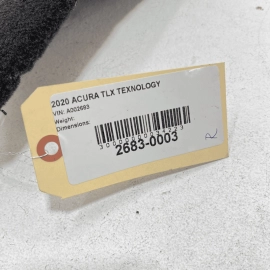 2020 ACURA TLX TEXNOLOGY
VIN: A002683
Weight:
Dimensions:
2683-0003
R